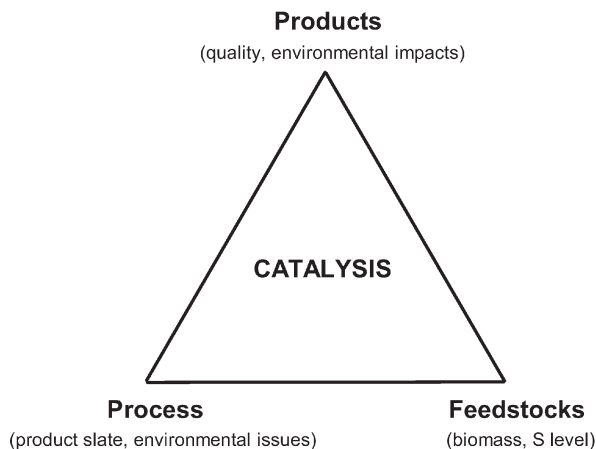 Products
(quality, environmental impacts)
CATALYSIS
Process
(product slate, environmental issues)
Feedstocks
(biomass, S level)